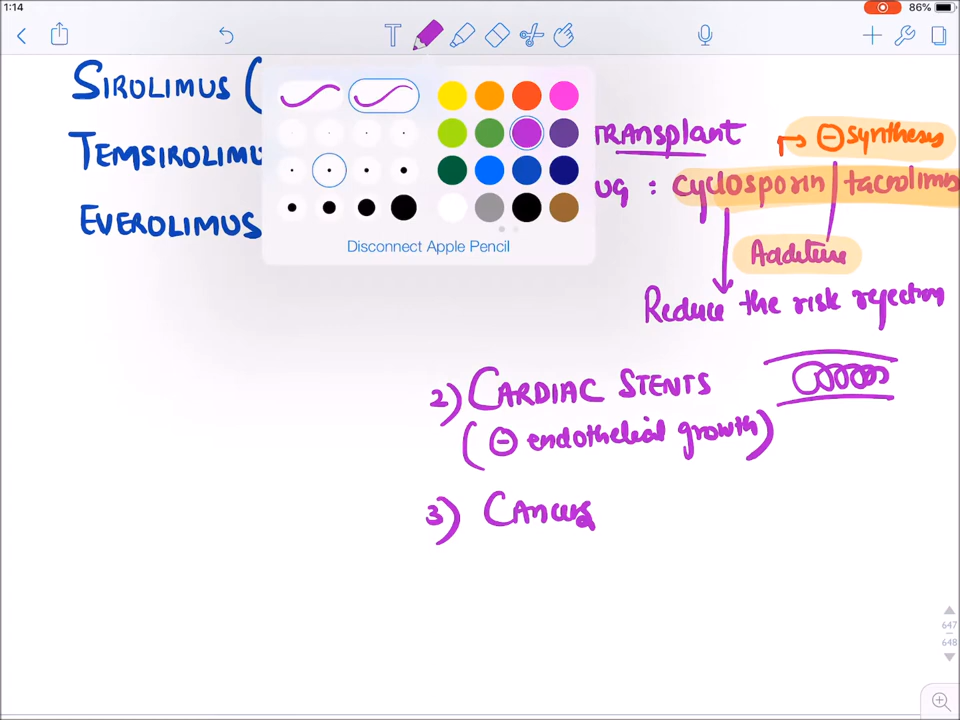 1:14
86%
T
SIROLIMUS (
TEMSIROLIMU
EVEROLIMUS
Disconnect Apple Pencil
TRANSplant
→ ⊖ synthesis
UG : cyclosporin | tacrolimus
Additive
Reduce the risk rejection
2) CARDIAC STENTS
(⊖ endothelial growth)
3) CANCERS
647
648